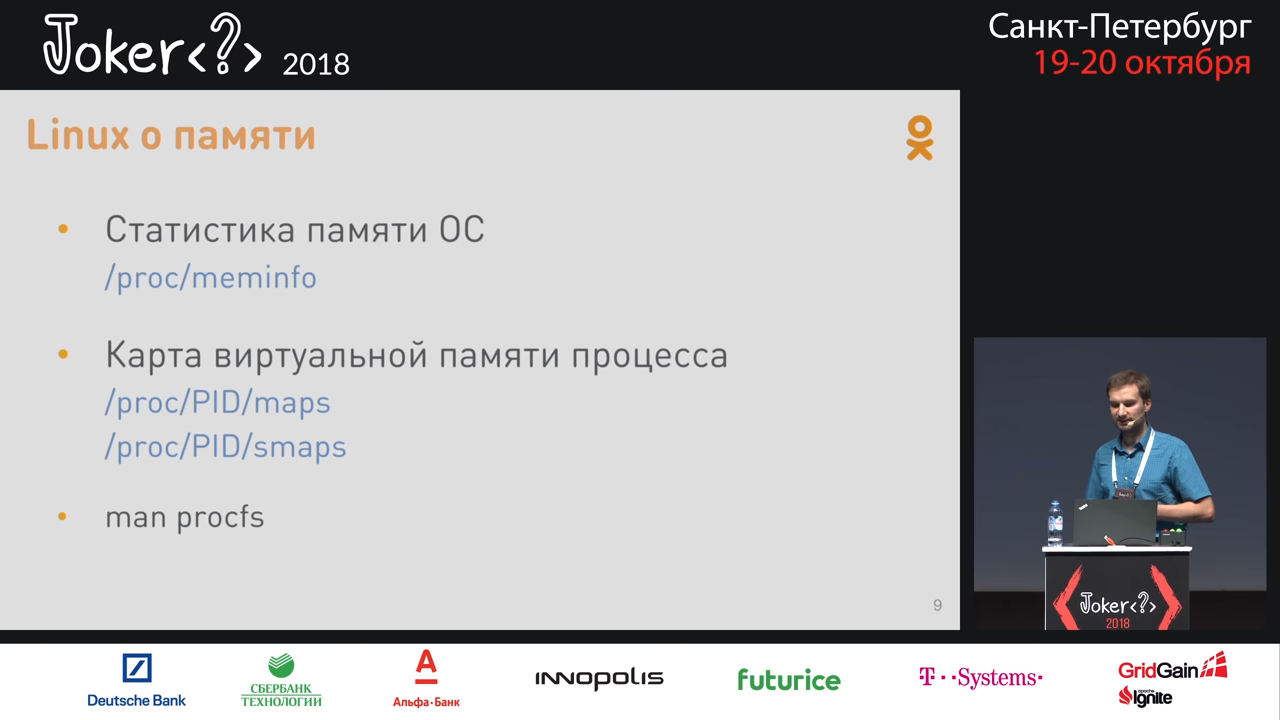 Joker<?> 2018
Санкт-Петербург
19-20 октября
Linux о памяти
• Статистика памяти ОС
/proc/meminfo
• Карта виртуальной памяти процесса
/proc/PID/maps
/proc/PID/smaps
• man procfs
9
Joker<?>
2018
Deutsche Bank
СБЕРБАНК
ТЕХНОЛОГИИ
А
Альфа·Банк
INNOPOLIS
futurice
T··Systems·
GridGain
apache
Ignite